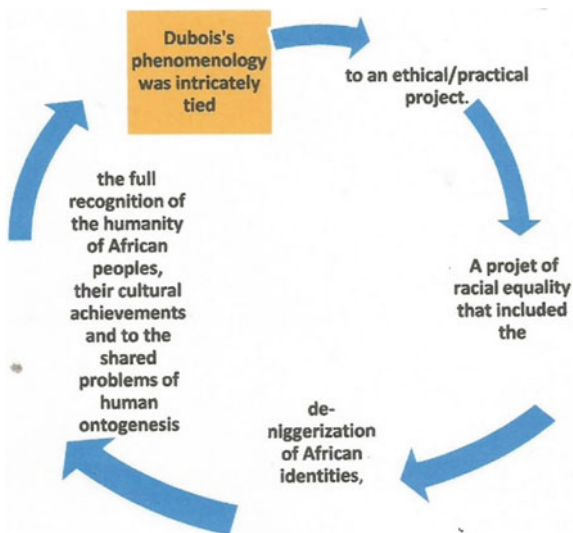 Dubois's
phenomenology
was intricately
tied
to an ethical/practical
project.
A projet of
racial equality
that included
the
de-
niggerization
of African
identities,
the full
recognition of
the humanity
of African
peoples,
their cultural
achievements
and to the
shared
problems of
human
ontogenesis